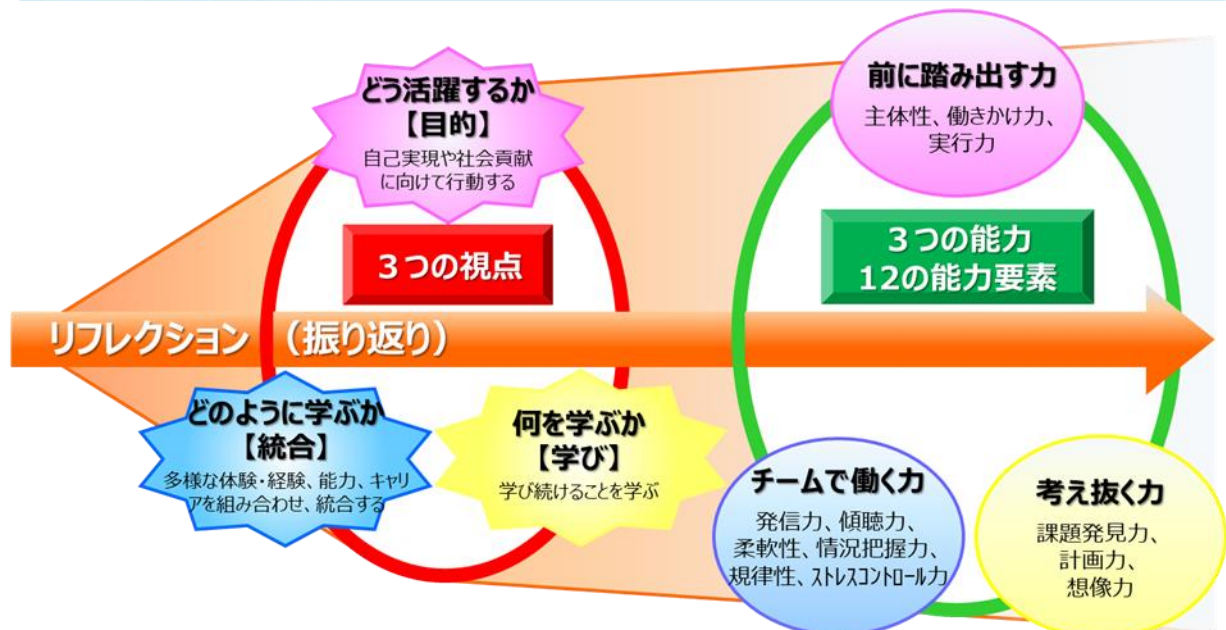 どう活躍するか
【目的】
自己実現や社会貢献
に向けて行動する
前に踏み出す力
主体性、働きかけ力、
実行力
３つの視点
３つの能力
12の能力要素
リフレクション　（振り返り）
どのように学ぶか
【統合】
多様な体験・経験、能力、キャリ
アを組み合わせ、統合する
何を学ぶか
【学び】
学び続けることを学ぶ
チームで働く力
発信力、傾聴力、
柔軟性、情況把握力、
規律性、ストレスコントロール力
考え抜く力
課題発見力、
計画力、
想像力